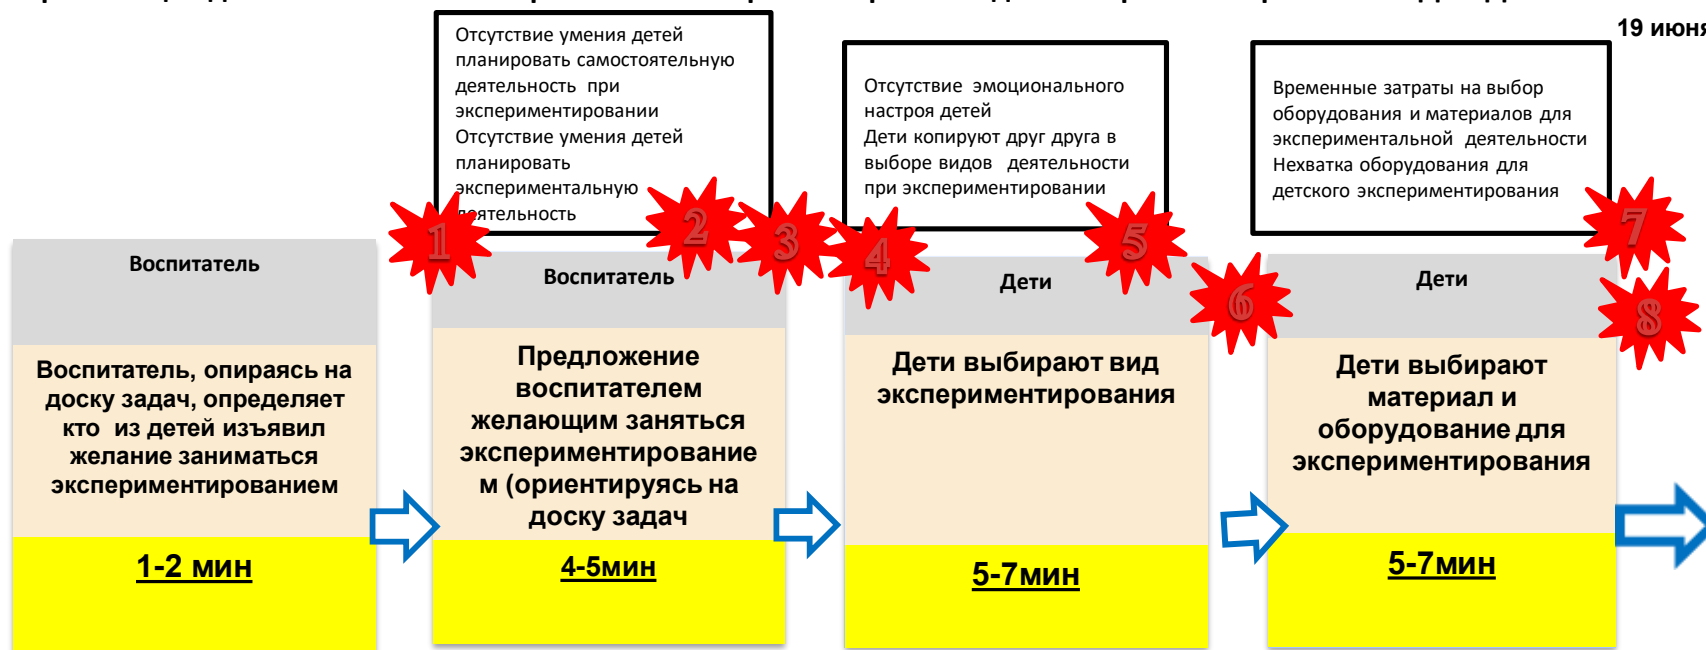 19 июня
Отсутствие умения детей
планировать самостоятельную
деятельность при
экспериментировании
Отсутствие умения детей
планировать
экспериментальную
деятельность
Отсутствие эмоционального
настроя детей
Дети копируют друг друга в
выборе видов деятельности
при экспериментировании
Временные затраты на выбор
оборудования и материалов для
экспериментальной деятельности
Нехватка оборудования для
детского экспериментирования
1
2
3
4
5
6
7
8
Воспитатель
Воспитатель, опираясь на
доску задач, определяет
кто из детей изъявил
желание заниматься
экспериментированием
1-2 мин
Воспитатель
Предложение
воспитателем
желающим заняться
экспериментирование
м (ориентируясь на
доску задач
4-5мин
Дети
Дети выбирают вид
экспериментирования
5-7мин
Дети
Дети выбирают
материал и
оборудование для
экспериментирования
5-7мин